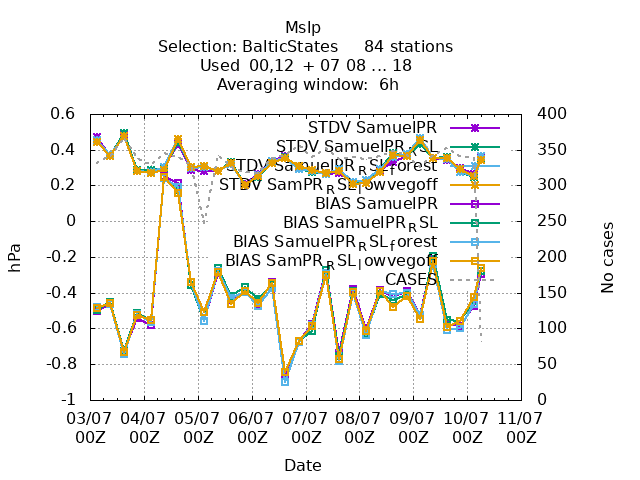 Mslp
Selection: BalticStates 84 stations
Used 00,12 + 07 08 ... 18
Averaging window: 6h
0.6
0.4
0.2
0
-0.2
-0.4
-0.6
-0.8
-1
400
350
300
250
200
150
100
50
0
hPa
No cases
STDV SamuelPR
STDV SamuelPR_RSL
STDV SamuelPR_RSL_forest
STDV SamPR_RSL_lowvegoff
BIAS SamuelPR
BIAS SamuelPR_RSL
BIAS SamuelPR_RSL_forest
BIAS SamPR_RSL_lowvegoff
CASES
03/07 04/07 05/07 06/07 07/07 08/07 09/07 10/07 11/07
00Z 00Z 00Z 00Z 00Z 00Z 00Z 00Z 00Z
Date